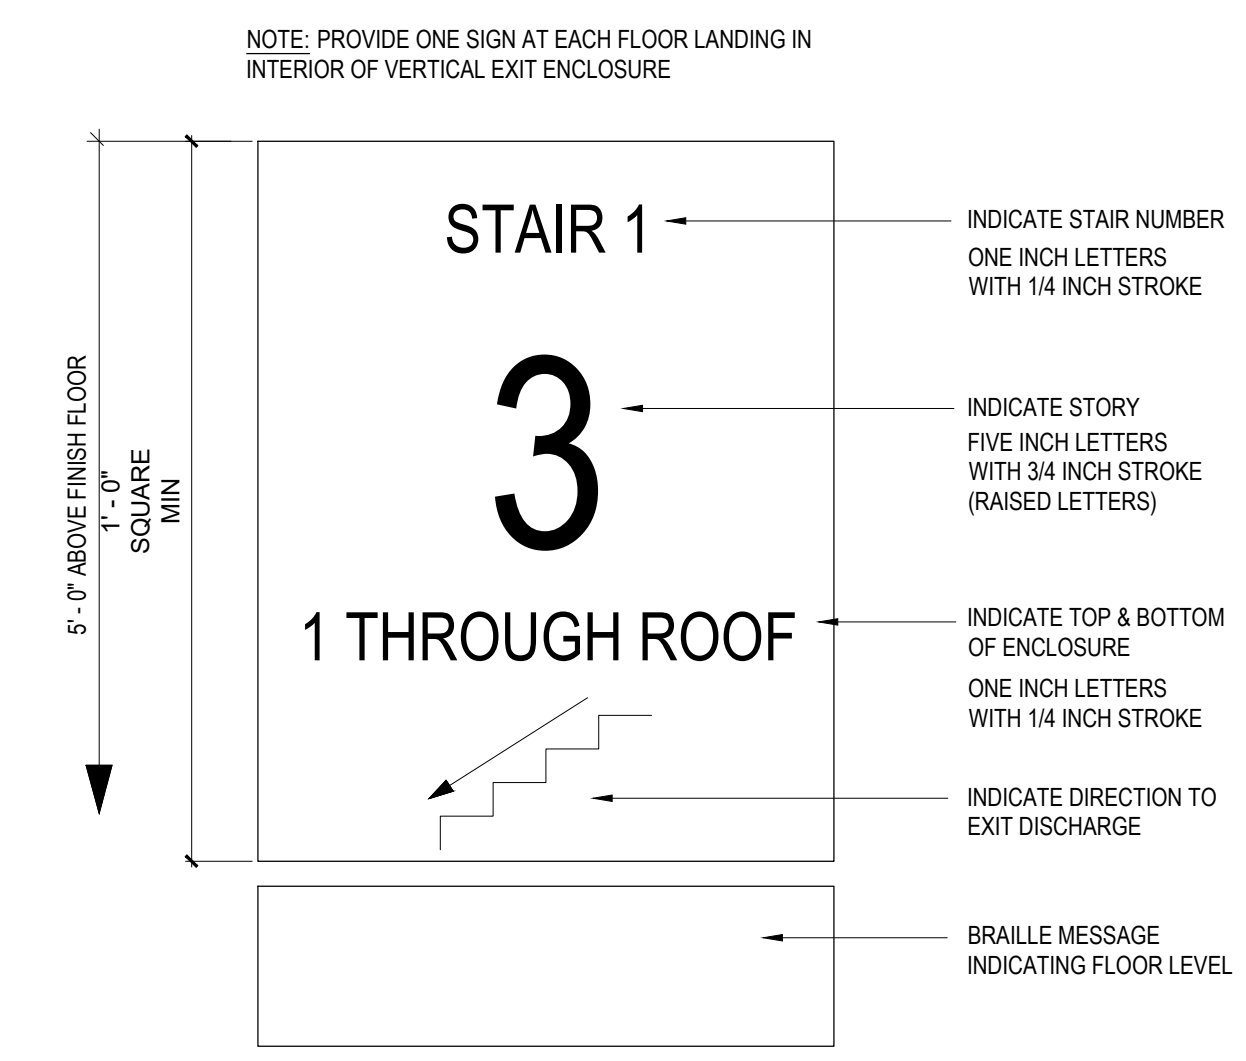 NOTE: PROVIDE ONE SIGN AT EACH FLOOR LANDING IN
INTERIOR OF VERTICAL EXIT ENCLOSURE
5' - 0" ABOVE FINISH FLOOR
1' - 0"
SQUARE
MIN
STAIR 1
3
1 THROUGH ROOF
INDICATE STAIR NUMBER
ONE INCH LETTERS
WITH 1/4 INCH STROKE
INDICATE STORY
FIVE INCH LETTERS
WITH 3/4 INCH STROKE
(RAISED LETTERS)
INDICATE TOP & BOTTOM
OF ENCLOSURE
ONE INCH LETTERS
WITH 1/4 INCH STROKE
INDICATE DIRECTION TO
EXIT DISCHARGE
BRAILLE MESSAGE
INDICATING FLOOR LEVEL